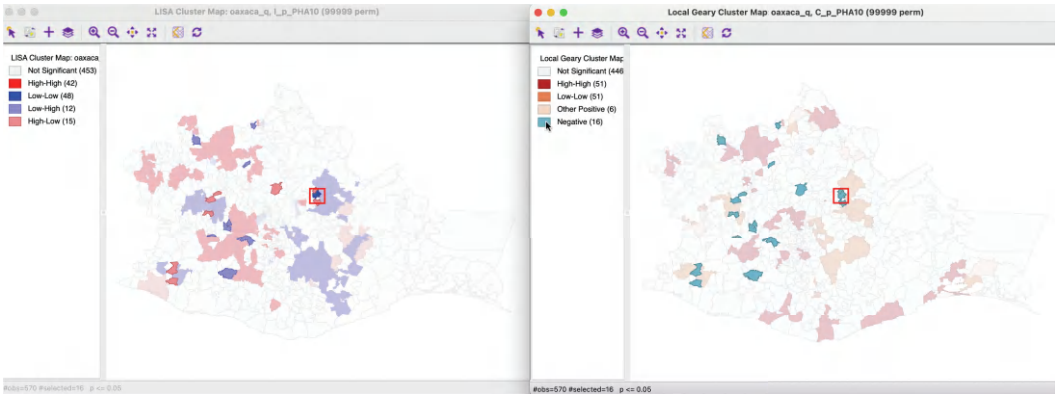 LISA Cluster Map: oaxaca_q, I_p_PHA10 (99999 perm)
LISA Cluster Map: oaxaca
Not Significant (453)
High-High (42)
Low-Low (48)
Low-High (12)
High-Low (15)
#obs=570 #selected=16 p <= 0.05
Local Geary Cluster Map oaxaca_q, C_p_PHA10 (99999 perm)
Local Geary Cluster Map
Not Significant (446
High-High (51)
Low-Low (51)
Other Positive (6)
Negative (16)
#obs=570 #selected=16 p <= 0.05